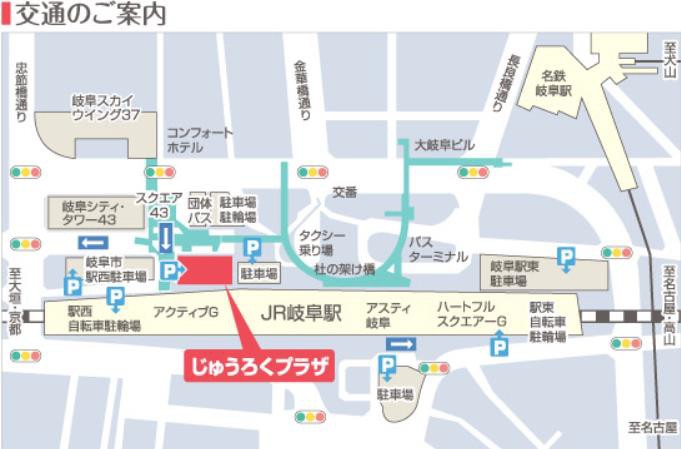 交通のご案内
忠節橋通り
金華橋通り
長良橋通り
至犬山
名鉄
岐阜駅
岐阜スカイ
ウイング37
コンフォート
ホテル
大岐阜ビル
岐阜シティ・
タワー43
スクエア
43
団体
バス
駐車場
駐輪場
交番
タクシー
乗り場
バス
ターミナル
杜の架け橋
岐阜市
駅西駐車場
P
P
P
P
駐車場
岐阜駅東
駐車場
P
至大垣・京都
至名古屋・高山
駅西
自転車駐輪場
アクティブG
JR岐阜駅
アスティ
岐阜
ハートフル
スクエアーG
駅東
自転車
駐輪場
じゅうろくプラザ
P
P
駐車場
至名古屋